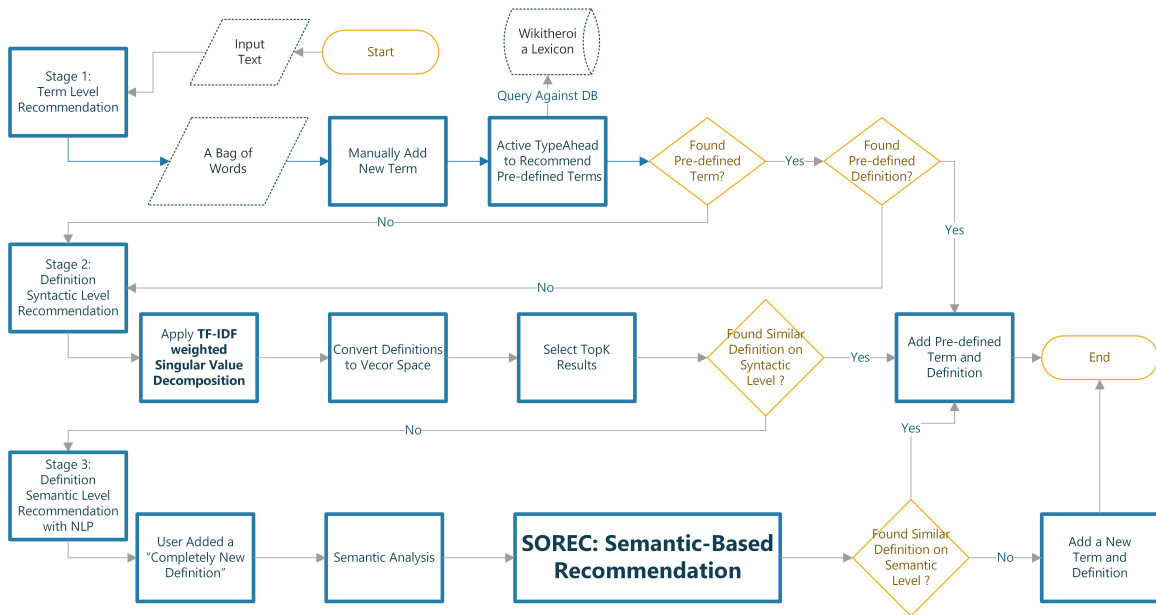 Input
Text
Start
Wikitheroi
a Lexicon
Stage 1:
Term Level
Recommendation
Query Against DB
A Bag of
Words
Manually Add
New Term
Active TypeAhead
to Recommend
Pre-defined Terms
Found
Pre-defined
Term?
Yes
Found
Pre-defined
Definition?
No
Yes
Stage 2:
Definition
Syntactic Level
Recommendation
No
Apply TF-IDF
weighted
Singular Value
Decomposition
Convert Definitions
to Vecor Space
Select TopK
Results
Found Similar
Definition on
Syntactic
Level ?
Yes
Add Pre-defined
Term and
Definition
End
No
Yes
Stage 3:
Definition
Semantic Level
Recommendation
with NLP
User Added a
“Completely New
Definition”
Semantic Analysis
SOREC: Semantic-Based
Recommendation
Found Similar
Definition on
Semantic
Level ?
No
Add a New
Term and
Definition